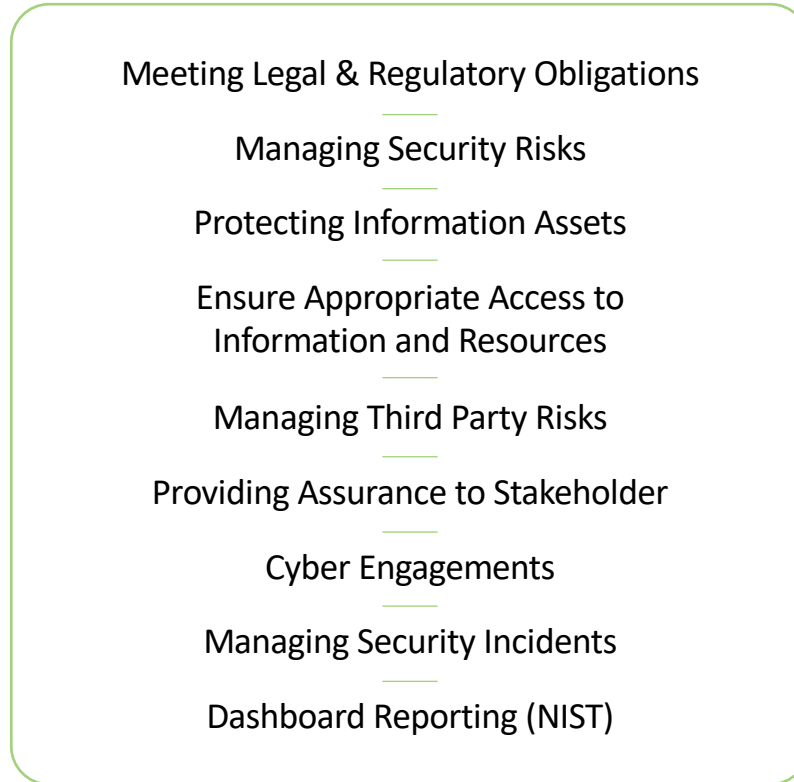 Meeting Legal & Regulatory Obligations
Managing Security Risks
Protecting Information Assets
Ensure Appropriate Access to
Information and Resources
Managing Third Party Risks
Providing Assurance to Stakeholder
Cyber Engagements
Managing Security Incidents
Dashboard Reporting (NIST)